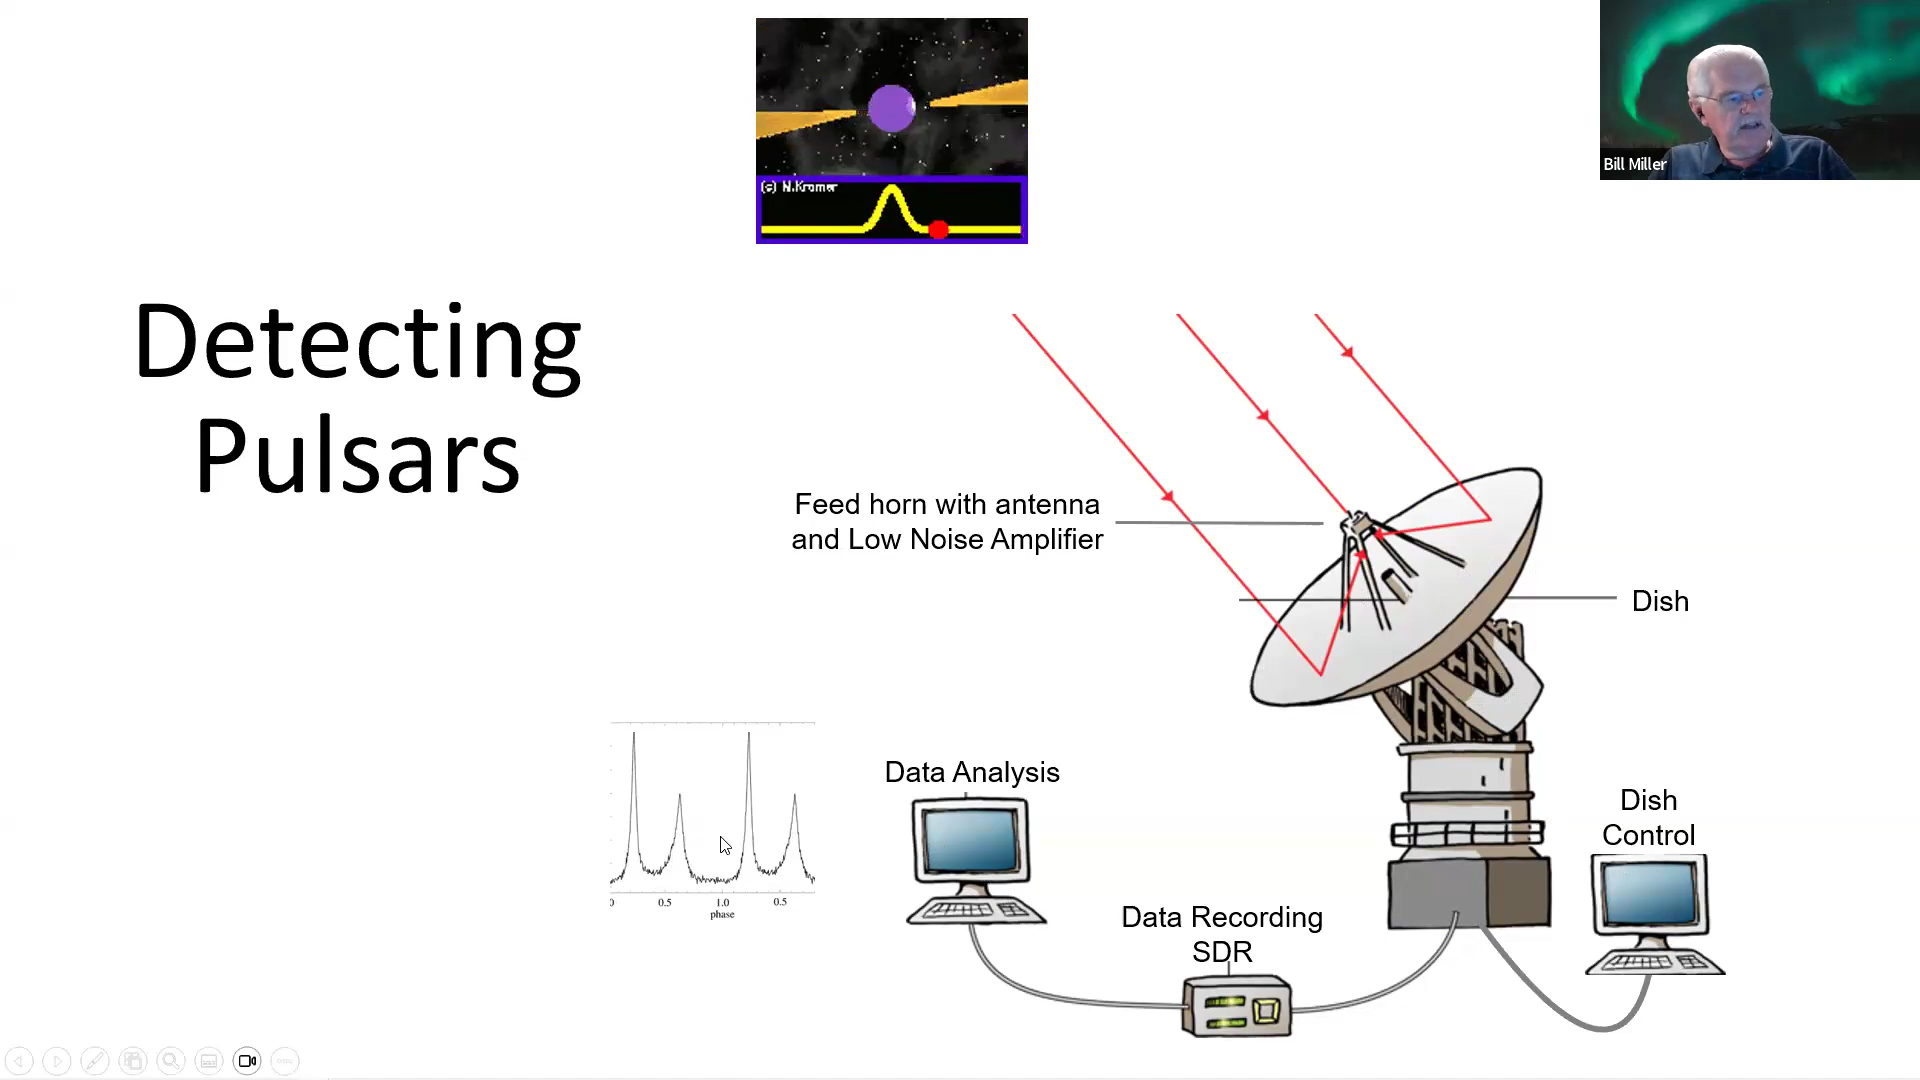 (c) N.Kramer
Bill Miller
Detecting
Pulsars
Feed horn with antenna
and Low Noise Amplifier
Dish
Data Analysis
Dish
Control
0 0.5 1.0 0.5
phase
Data Recording
SDR